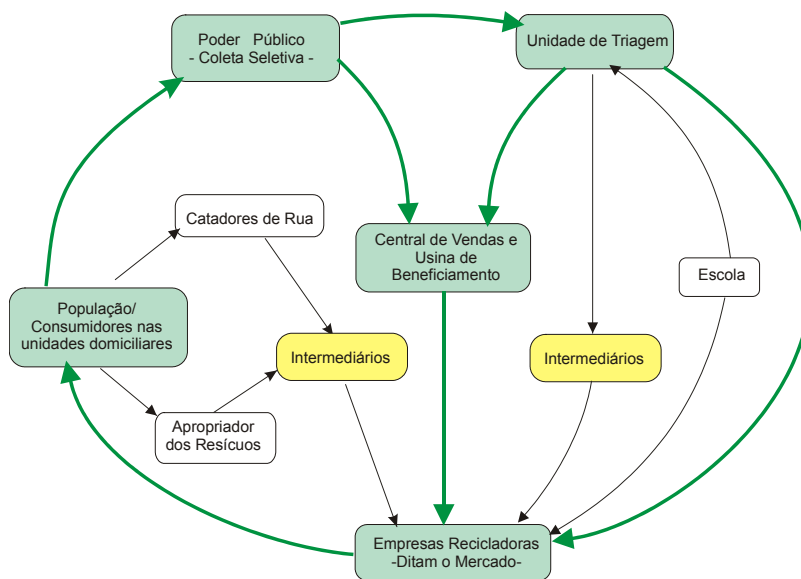 Poder Público
- Coleta Seletiva -
Unidade de Triagem
Catadores de Rua
Central de Vendas e
Usina de
Beneficiamento
Escola
População/
Consumidores nas
unidades domiciliares
Intermediários
Intermediários
Apropriador
dos Resícuos
Empresas Recicladoras
-Ditam o Mercado-